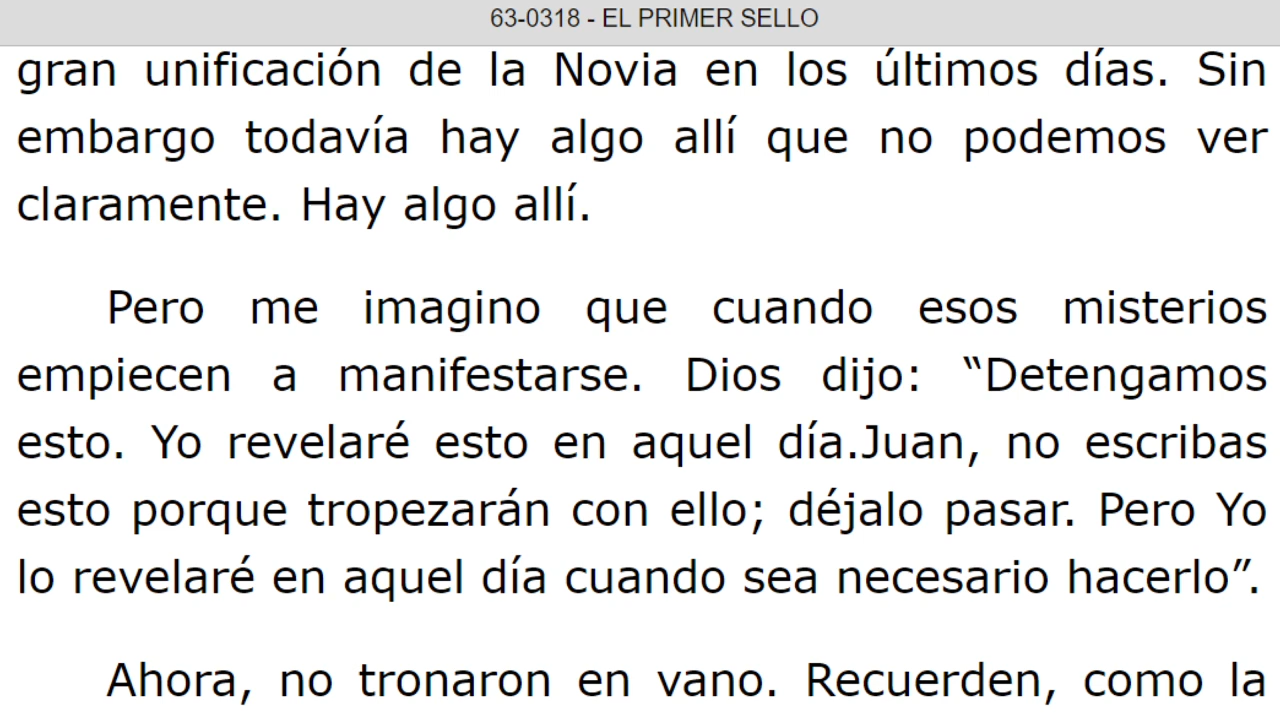 63-0318 - EL PRIMER SELLO
gran unificación de la Novia en los últimos días. Sin
embargo todavía hay algo allí que no podemos ver
claramente. Hay algo allí.
Pero me imagino que cuando esos misterios
empiecen a manifestarse. Dios dijo: “Detengamos
esto. Yo revelaré esto en aquel día.Juan, no escribas
esto porque tropezarán con ello; déjalo pasar. Pero Yo
lo revelaré en aquel día cuando sea necesario hacerlo”.
Ahora, no tronaron en vano. Recuerden, como la